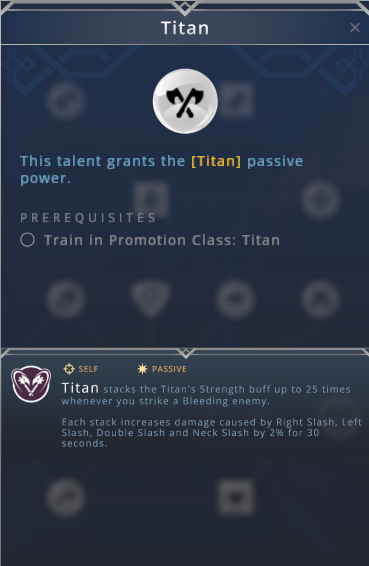 Titan
This talent grants the [Titan] passive
power.
PREREQUISITES
Train in Promotion Class: Titan
SELF PASSIVE
Titan stacks the Titan's Strength buff up to 25 times
whenever you strike a Bleeding enemy.
Each stack increases damage caused by Right Slash, Left
Slash, Double Slash and Neck Slash by 2% for 30
seconds.